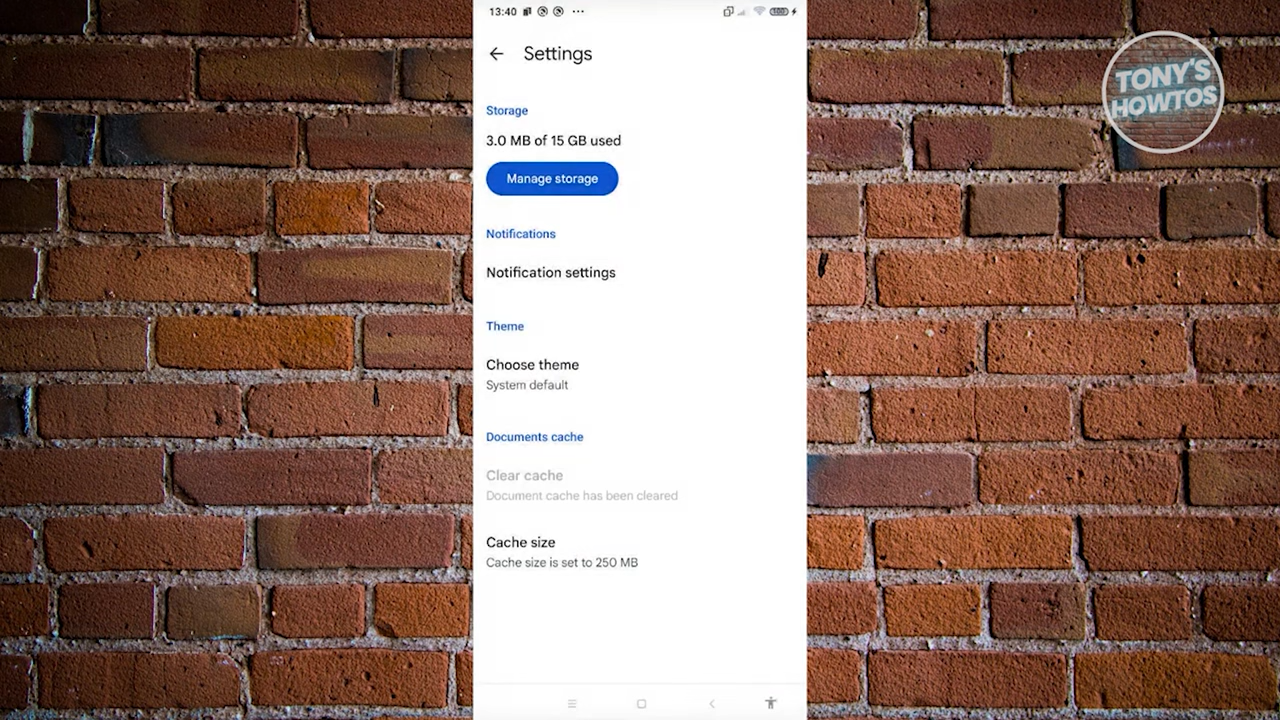 13:40
100
Settings
TONY'S
HOWTOS
Storage
3.0 MB of 15 GB used
Manage storage
Notifications
Notification settings
Theme
Choose theme
System default
Documents cache
Clear cache
Document cache has been cleared
Cache size
Cache size is set to 250 MB